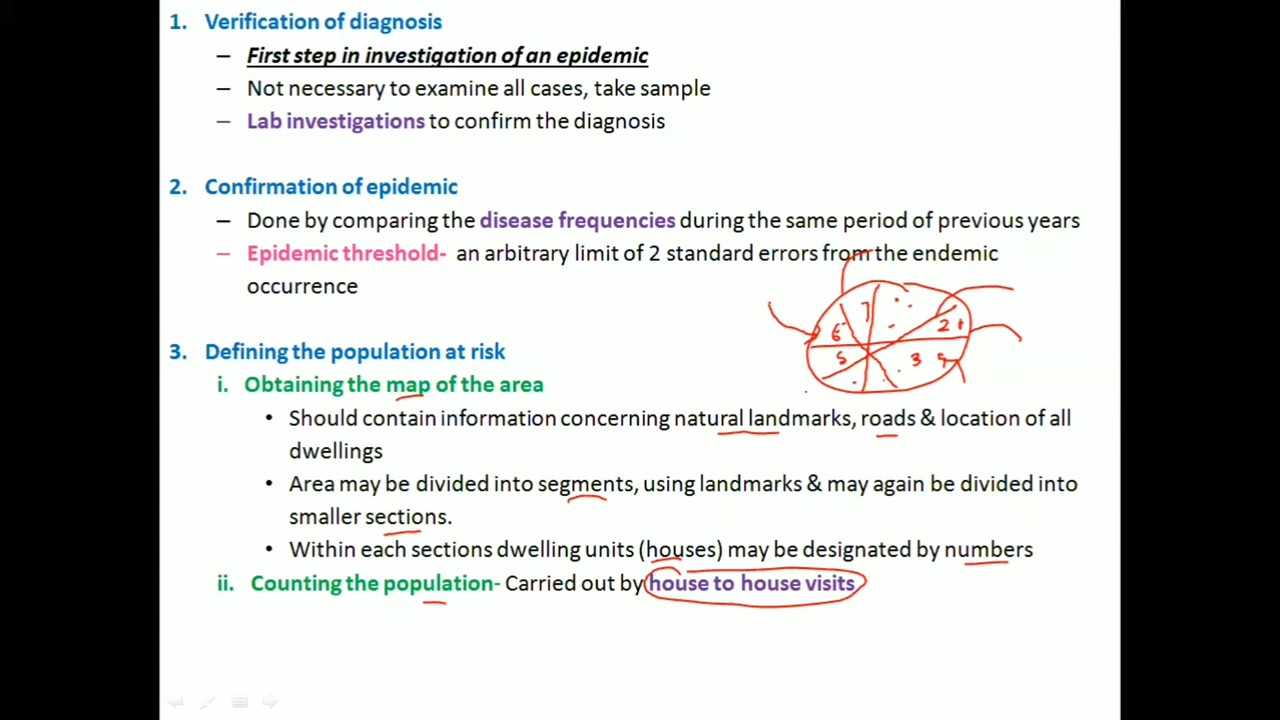 1. Verification of diagnosis
– First step in investigation of an epidemic
– Not necessary to examine all cases, take sample
– Lab investigations to confirm the diagnosis
2. Confirmation of epidemic
– Done by comparing the disease frequencies during the same period of previous years
– Epidemic threshold- an arbitrary limit of 2 standard errors from the endemic
occurrence
7
6 2
3. Defining the population at risk
5 3
i. Obtaining the map of the area
• Should contain information concerning natural landmarks, roads & location of all
dwellings
• Area may be divided into segments, using landmarks & may again be divided into
smaller sections.
• Within each sections dwelling units (houses) may be designated by numbers
ii. Counting the population- Carried out by house to house visits